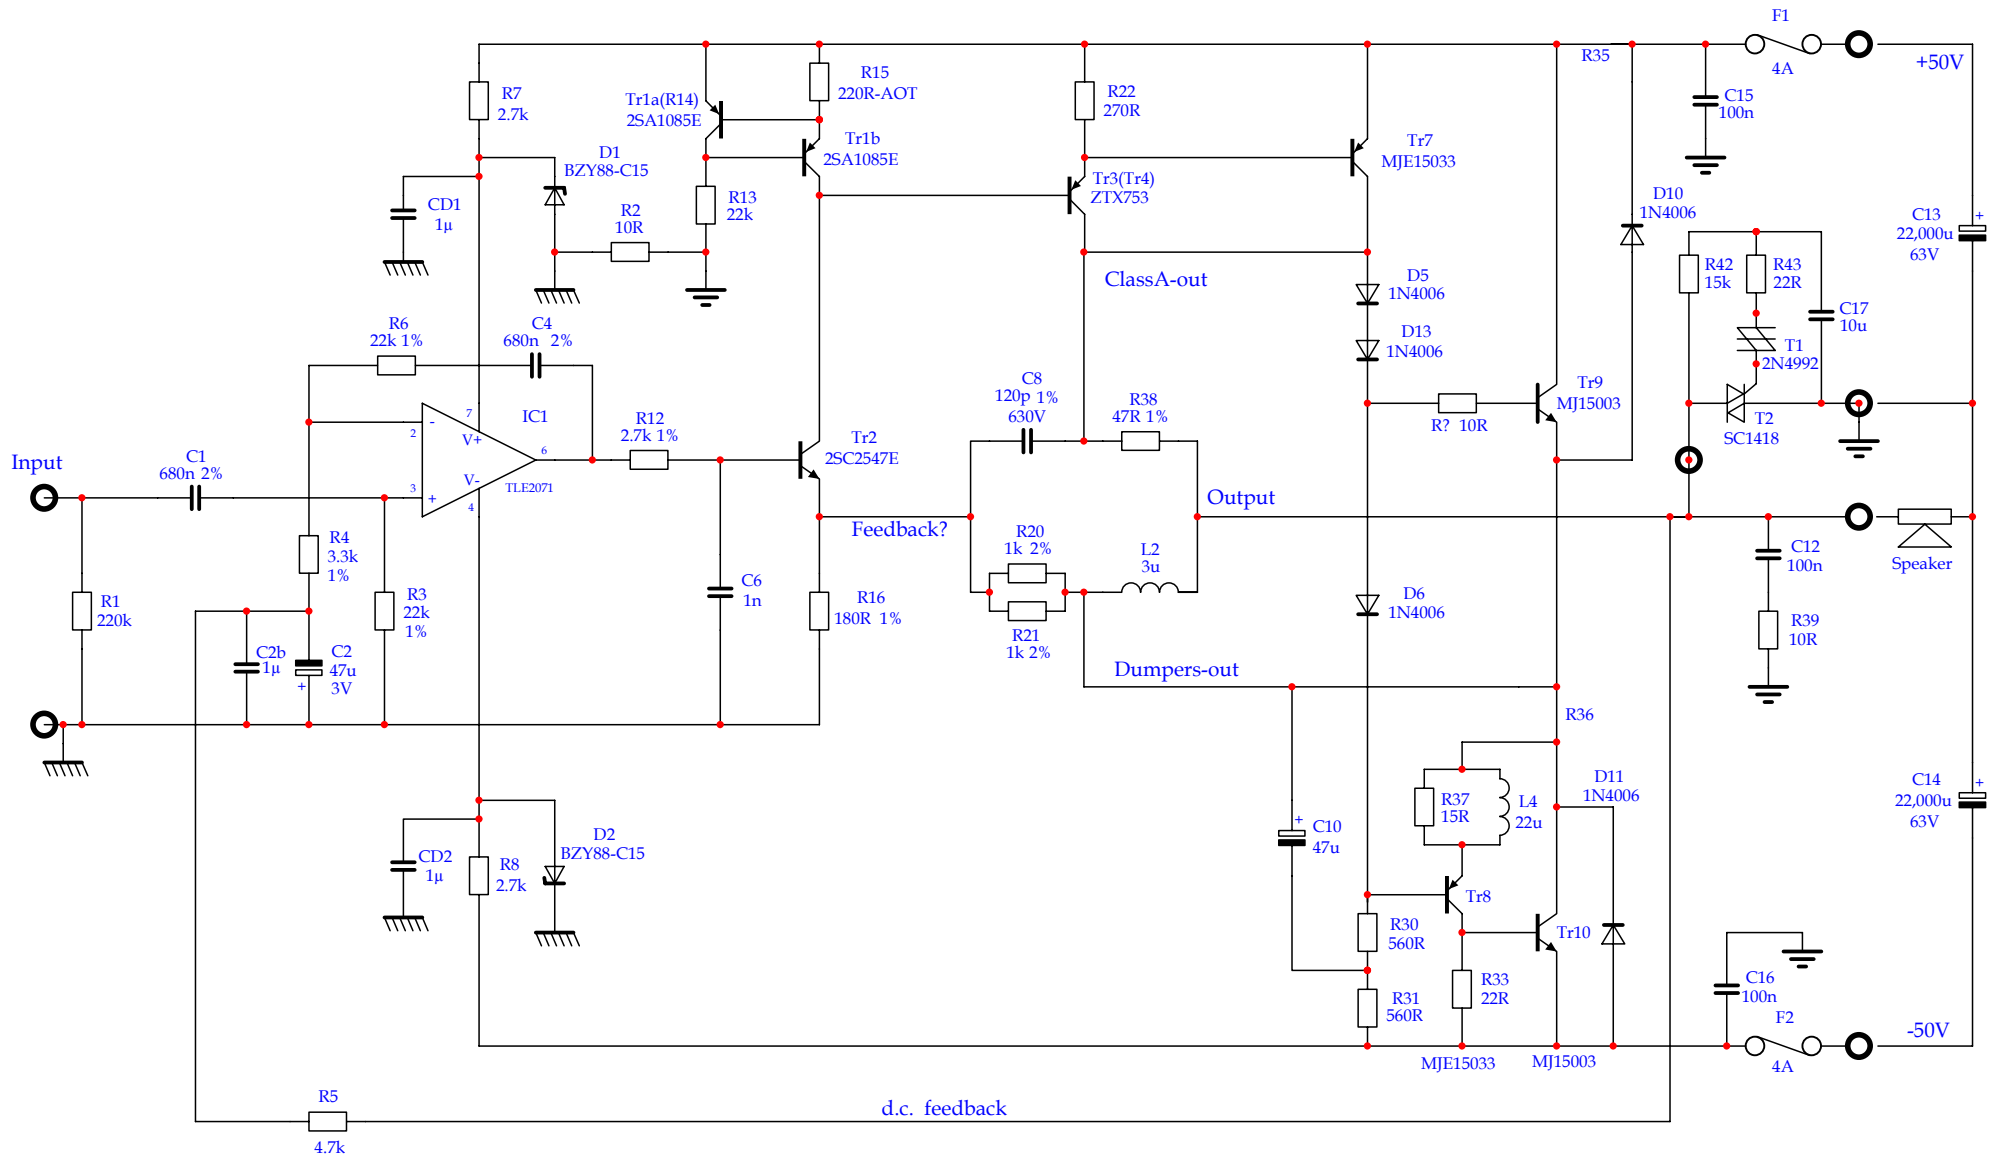 F1
4A
+50V
R35
R7
2.7k
Tr1a(R14)
2SA1085E
R15
220R-AOT
R22
270R
C15
100n
Tr1b
2SA1085E
Tr7
MJE15033
D1
BZY88-C15
CD1
1µ
R2
10R
R13
22k
Tr3(Tr4)
ZTX753
D10
1N4006
C13
+
22,000u
63V
ClassA-out
D5
1N4006
R42
15k
R43
22R
C17
10u
R6
22k 1%
C4
680n 2%
D13
1N4006
T1
2N4992
C8
120p 1%
630V
R38
47R 1%
Tr9
MJ15003
R? 10R
T2
SC1418
IC1
7
V+
2
-
6
3
+
V-
4
TLE2071
R12
2.7k 1%
Tr2
2SC2547E
Input
C1
680n 2%
Output
Feedback?
R4
3.3k
1%
R20
1k 2%
L2
3u
C12
100n
Speaker
R1
220k
R3
22k
1%
C6
1n
R16
180R 1%
D6
1N4006
R39
10R
R21
1k 2%
C2b
1µ
C2
47u
3V
+
Dumpers-out
R36
R37
15R
L4
22u
D11
1N4006
C14
+
22,000u
63V
+
C10
47u
D2
BZY88-C15
CD2
1µ
R8
2.7k
Tr8
R30
560R
Tr10
R33
22R
R31
560R
C16
100n
F2
4A
-50V
MJE15033
MJ15003
R5
4.7k
d.c. feedback